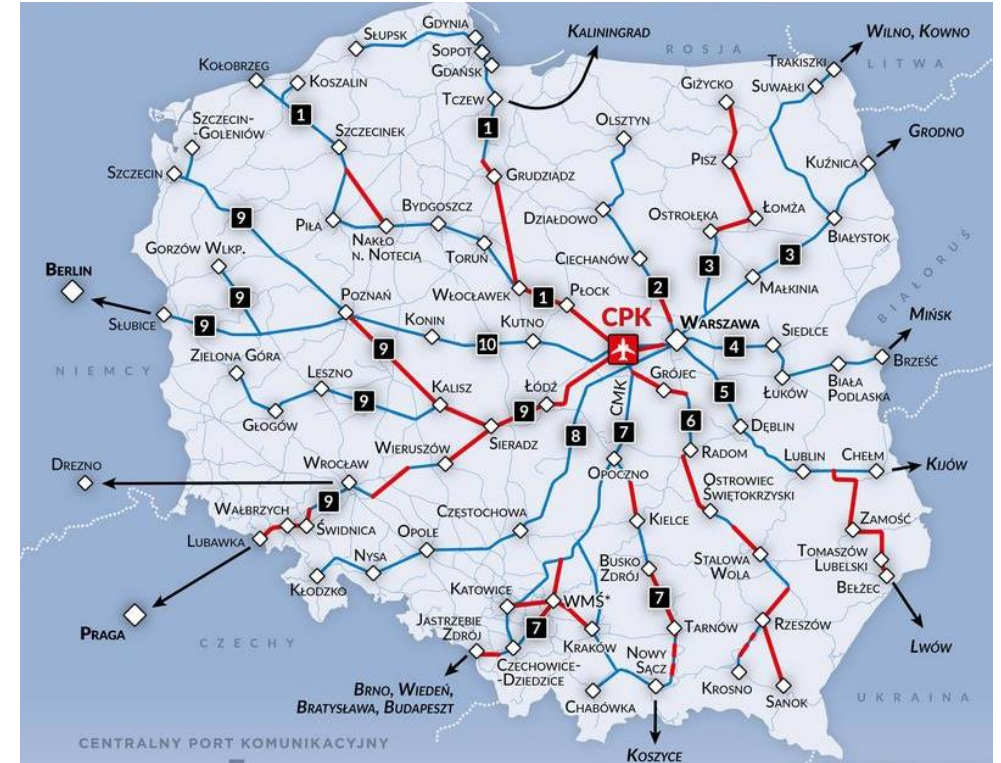 Gdynia
Słupsk
Sopot
Gdańsk
Kaliningrad
Rosja
Wilno, Kowno
Trakiszki
Litwa
Suwałki
Kołobrzeg
Koszalin
Tczew
Giżycko
1
1
Szczecin-
-Goleniów
Szczecinek
Olsztyn
Grodno
Pisz
Kuźnica
Szczecin
Grudziądz
9
Bydgoszcz
Działdowo
Ostrołęka
Łomża
Piła
Nakło
n. Notecią
Toruń
Białystok
Gorzów Wlkp.
Ciechanów
3
3
Białoruś
Berlin
9
Poznań
Włocławek
1
Płock
2
Małkinia
Mińsk
Słubice
9
Konin
Kutno
CPK
Warszawa
Siedlce
10
4
Brześć
Zielona Góra
9
Niemcy
Leszno
Kalisz
Łódź
Grójec
Łuków
Biała
Podlaska
CMK
9
9
5
Głogów
Sieradz
8
7
6
Dęblin
Wieruszów
Opoczno
Radom
Lublin
Chełm
Kijów
Drezno
Wrocław
Ostrowiec
Świętokrzyski
9
Wałbrzych
Świdnica
Częstochowa
Kielce
Zamość
Lubawka
Opole
Nysa
Busko
Zdrój
Stalowa
Wola
Tomaszów
Lubelski
Kłodzko
Katowice
WMŚ*
7
Bełżec
Praga
Jastrzębie
Zdrój
7
Kraków
Tarnów
Rzeszów
Lwów
Czechy
Czechowice-
-Dziedzice
Nowy
Sącz
Krosno
Sanok
Ukraina
Brno, Wiedeń,
Bratysława, Budapeszt
Chabówka
Centralny Port Komunikacyjny
Koszyce